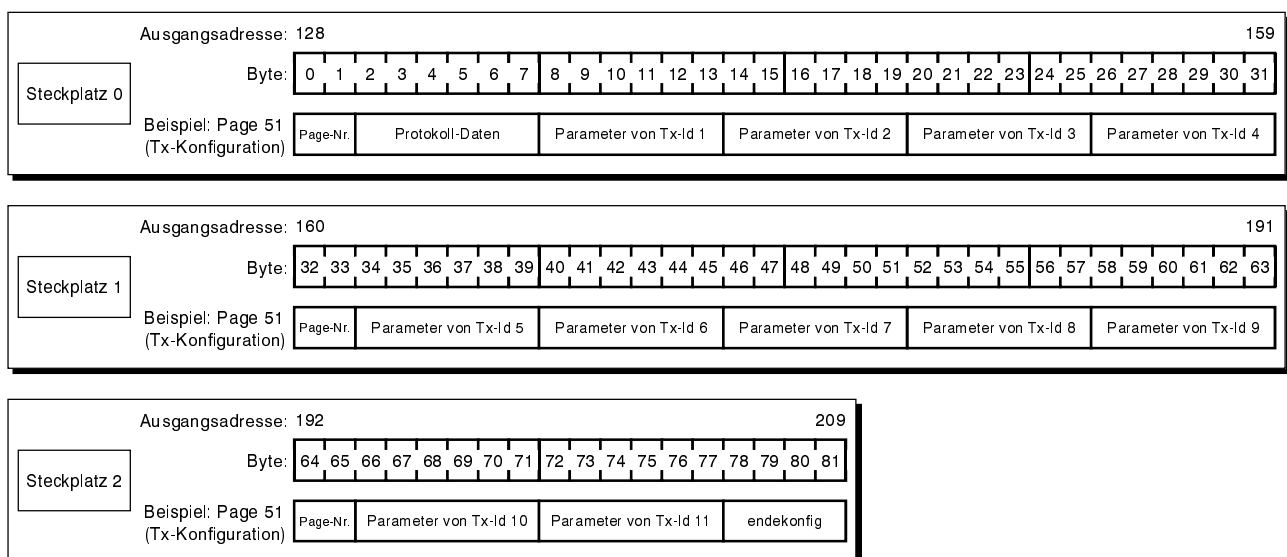 Ausgangsadresse: 128 159
Steckplatz 0
Byte: 0 1 2 3 4 5 6 7 8 9 10 11 12 13 14 15 16 17 18 19 20 21 22 23 24 25 26 27 28 29 30 31
Beispiel: Page 51
(Tx-Konfiguration)
Page-Nr. Protokoll-Daten Parameter von Tx-Id 1 Parameter von Tx-Id 2 Parameter von Tx-Id 3 Parameter von Tx-Id 4
Ausgangsadresse: 160 191
Steckplatz 1
Byte: 32 33 34 35 36 37 38 39 40 41 42 43 44 45 46 47 48 49 50 51 52 53 54 55 56 57 58 59 60 61 62 63
Beispiel: Page 51
(Tx-Konfiguration)
Page-Nr. Parameter von Tx-Id 5 Parameter von Tx-Id 6 Parameter von Tx-Id 7 Parameter von Tx-Id 8 Parameter von Tx-Id 9
Ausgangsadresse: 192 209
Steckplatz 2
Byte: 64 65 66 67 68 69 70 71 72 73 74 75 76 77 78 79 80 81
Beispiel: Page 51
(Tx-Konfiguration)
Page-Nr. Parameter von Tx-Id 10 Parameter von Tx-Id 11 endekonfig